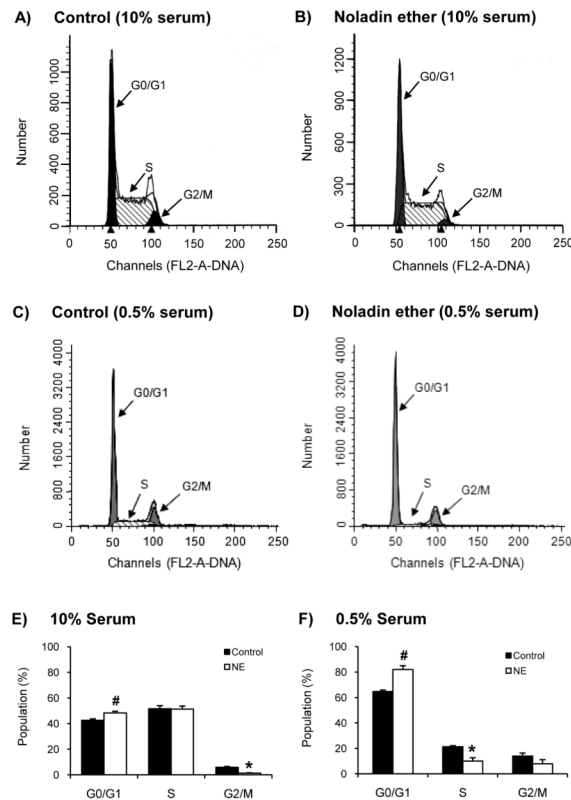 A) Control (10% serum)
B) Noladin ether (10% serum)
Number
0 200 400 600 800 1000
G0/G1
S
G2/M
0 50 100 150 200 250
Channels (FL2-A-DNA)
Number
0 300 600 900 1200
G0/G1
S
G2/M
0 50 100 150 200 250
Channels (FL2-A-DNA)
C) Control (0.5% serum)
D) Noladin ether (0.5% serum)
Number
0 800 1600 2400 3200 4000
G0/G1
S
G2/M
0 50 100 150 200 250
Channels (FL2-A-DNA)
Number
0 800 1600 2400 3200 4000
G0/G1
S
G2/M
0 50 100 150 200 250
Channels (FL2-A-DNA)
E) 10% Serum
Population (%)
100
80
60
40
20
0
Control
NE
#
*
G0/G1 S G2/M
F) 0.5% Serum
Population (%)
100
80
60
40
20
0
Control
NE
#
*
G0/G1 S G2/M